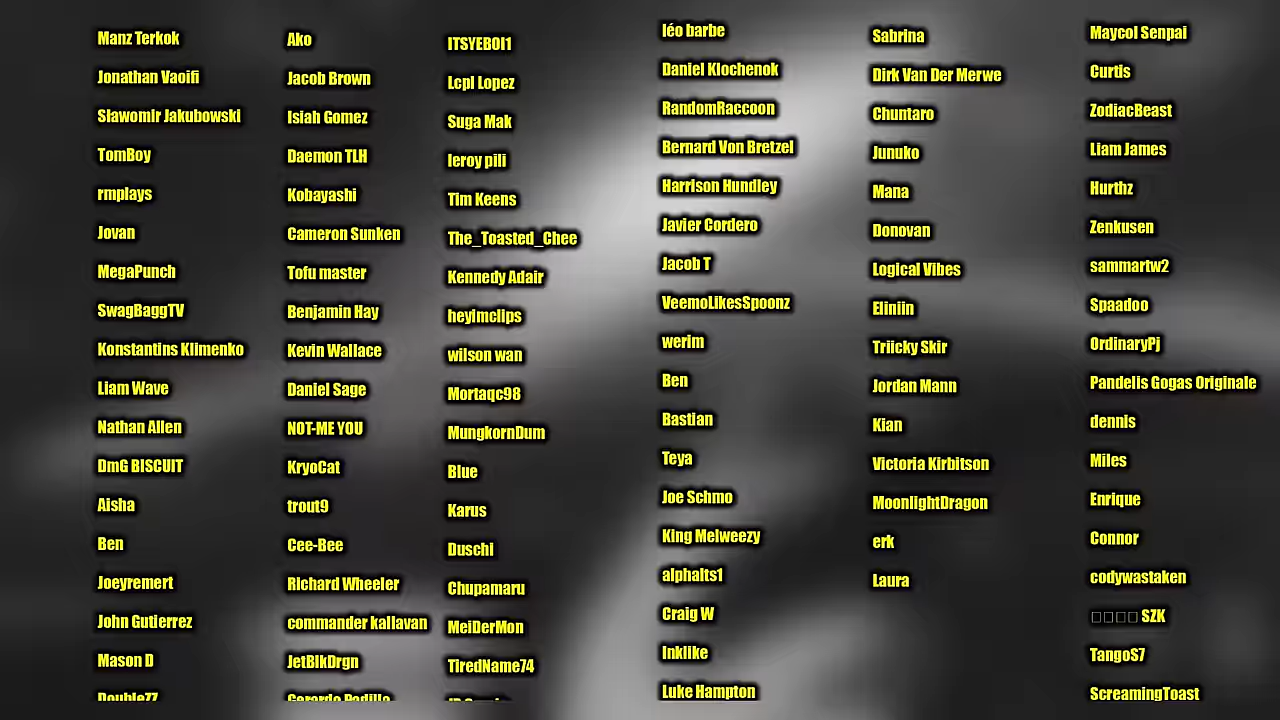 Manz Terkok
Jonathan Vaoifi
Sławomir Jakubowski
TomBoy
rmplays
Jovan
MegaPunch
SwagBaggTV
Konstantins Klimenko
Liam Wave
Nathan Allen
DmG BISCUIT
Aisha
Ben
Joeyremert
John Gutierrez
Mason D
Double77
Ako
Jacob Brown
Isiah Gomez
Daemon TLH
Kobayashi
Cameron Sunken
Tofu master
Benjamin Hay
Kevin Wallace
Daniel Sage
NOT-ME YOU
KryoCat
trout9
Cee-Bee
Richard Wheeler
commander kallavan
JetBlkDrgn
Gerardo Padilla
ITSYEBOI1
Lcpl Lopez
Suga Mak
leroy pili
Tim Keens
The_Toasted_Chee
Kennedy Adair
heyImclips
wilson wan
Mortaqc98
MungkornDum
Blue
Karus
Duschi
Chupamaru
MeiDerMon
TiredName74
léo barbe
Daniel Klochenok
RandomRaccoon
Bernard Von Bretzel
Harrison Hundley
Javier Cordero
Jacob T
VeemoLikesSpoonz
werim
Ben
Bastian
Teya
Joe Schmo
King Melweezy
alphalts1
Craig W
Inklike
Luke Hampton
Sabrina
Dirk Van Der Merwe
Chuntaro
Junuko
Mana
Donovan
Logical Vibes
Eliniin
Triicky Skir
Jordan Mann
Kian
Victoria Kirbitson
MoonlightDragon
erk
Laura
Maycol Senpai
Curtis
ZodiacBeast
Liam James
Hurthz
Zenkusen
sammartw2
Spaadoo
OrdinaryPj
Pandelis Gogas Originale
dennis
Miles
Enrique
Connor
codywastaken
SZK
TangoS7
ScreamingToast